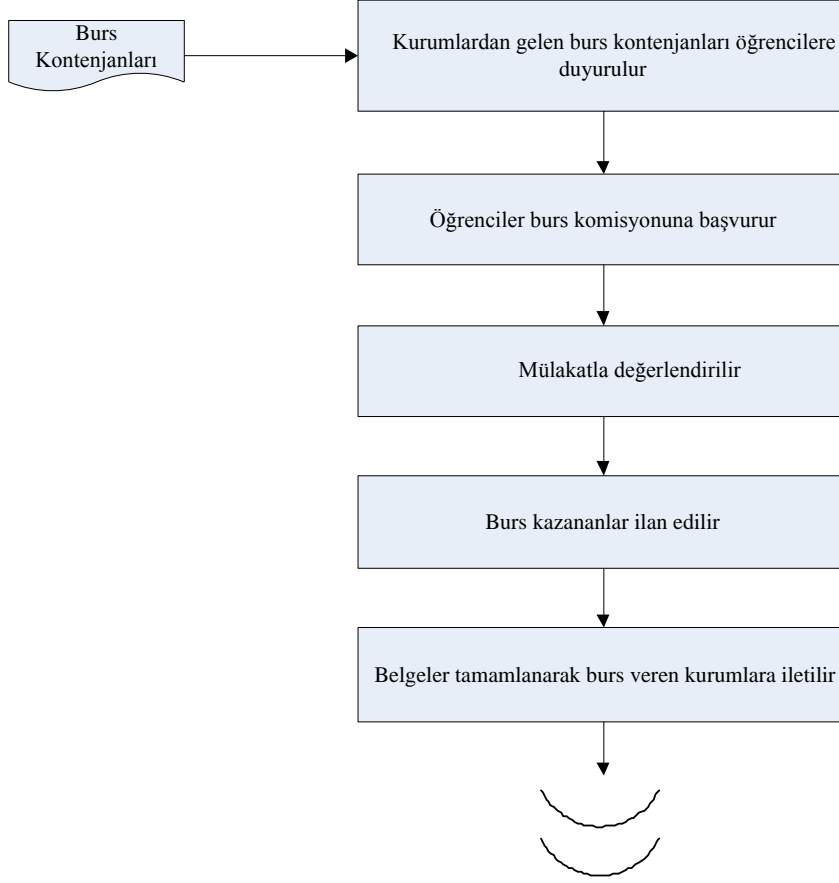 Burs
Kontenjanları
Kurumlardan gelen burs kontenjanları öğrencilere
duyurulur
Öğrenciler burs komisyonuna başvurur
Mülakatla değerlendirilir
Burs kazananlar ilan edilir
Belgeler tamamlanarak burs veren kurumlara iletilir